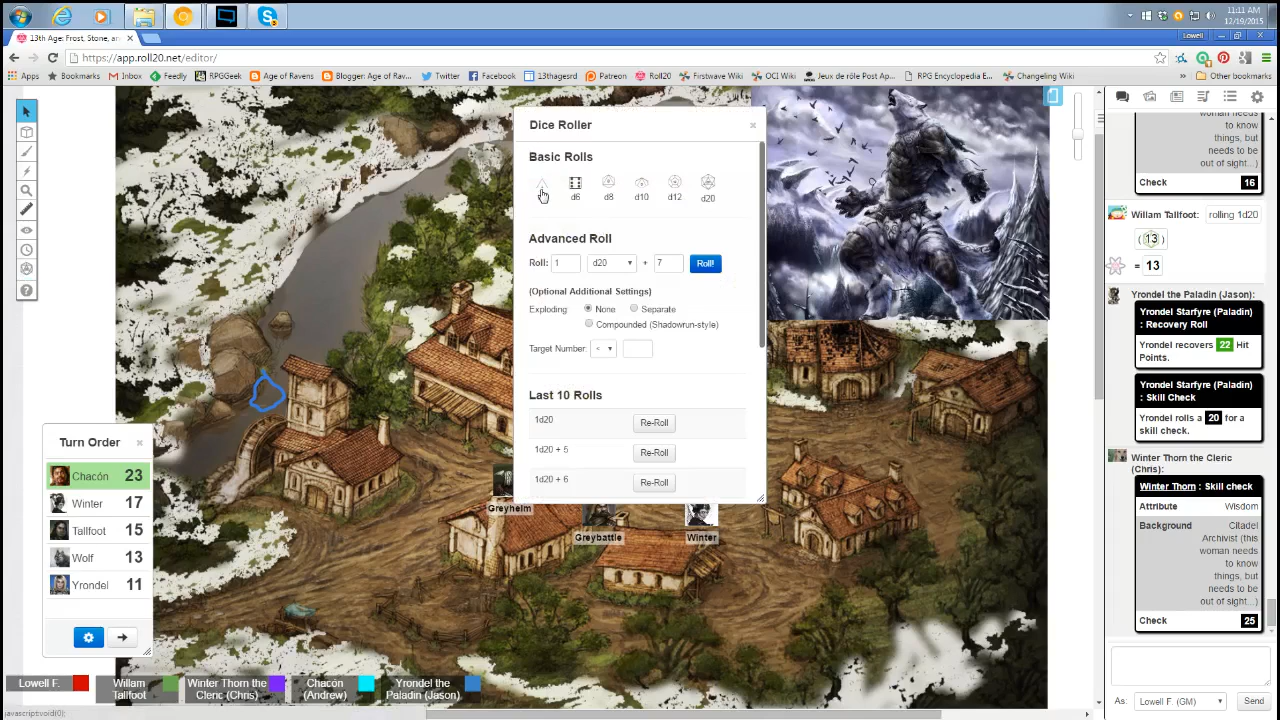 11:11 AM
12/19/2015
13th Age: Frost, Stone, an
Lowell
https://app.roll20.net/editor/
Apps
Bookmarks
Inbox
Feedly
RPGGeek
Age of Ravens
Blogger: Age of Rav...
Twitter
Facebook
13thagesrd
Patreon
Roll20
Firstwave Wiki
OCI Wiki
Jeux de rôle Post Ap...
RPG Encyclopedia E...
Changeling Wiki
»
Other bookmarks
Dice Roller
Basic Rolls
d6
d8
d10
d12
d20
Advanced Roll
Roll: 1 d20 + 7 Roll!
(Optional Additional Settings)
Exploding: None Separate
Compounded (Shadowrun-style)
Target Number: <
Last 10 Rolls
1d20 Re-Roll
1d20 + 5 Re-Roll
1d20 + 6 Re-Roll
Turn Order
Chacón 23
Winter 17
Tallfoot 15
Wolf 13
Yrondel 11
Greyhelm
Greybattle
Winter
Lowell F.
Willam
Tallfoot
Winter Thorn the
Cleric (Chris)
Chacón
(Andrew)
Yrondel the
Paladin (Jason)
javascript:void(0);
woman needs
to know
things, but
needs to be
out of sight...)
Check 16
Willam Tallfoot: rolling 1d20
(13)
= 13
Yrondel the Paladin (Jason):
Yrondel Starfyre (Paladin)
: Recovery Roll
Yrondel recovers 22 Hit
Points.
Yrondel Starfyre (Paladin)
: Skill Check
Yrondel rolls a 20 for a
skill check.
Winter Thorn the Cleric
(Chris):
Winter Thorn: Skill check
Attribute Wisdom
Background Citadel
Archivist (this
woman needs
to know
things, but
needs to be
out of sight...)
Check 25
As: Lowell F. (GM) Send